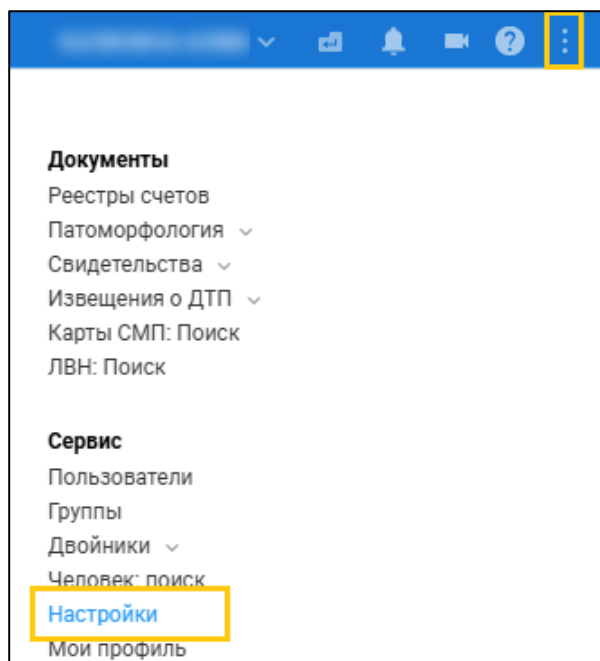 Документы
Реестры счетов
Патоморфология
Свидетельства
Извещения о ДТП
Карты СМП: Поиск
ЛВН: Поиск
Сервис
Пользователи
Группы
Двойники
Человек: поиск
Настройки
Мой профиль